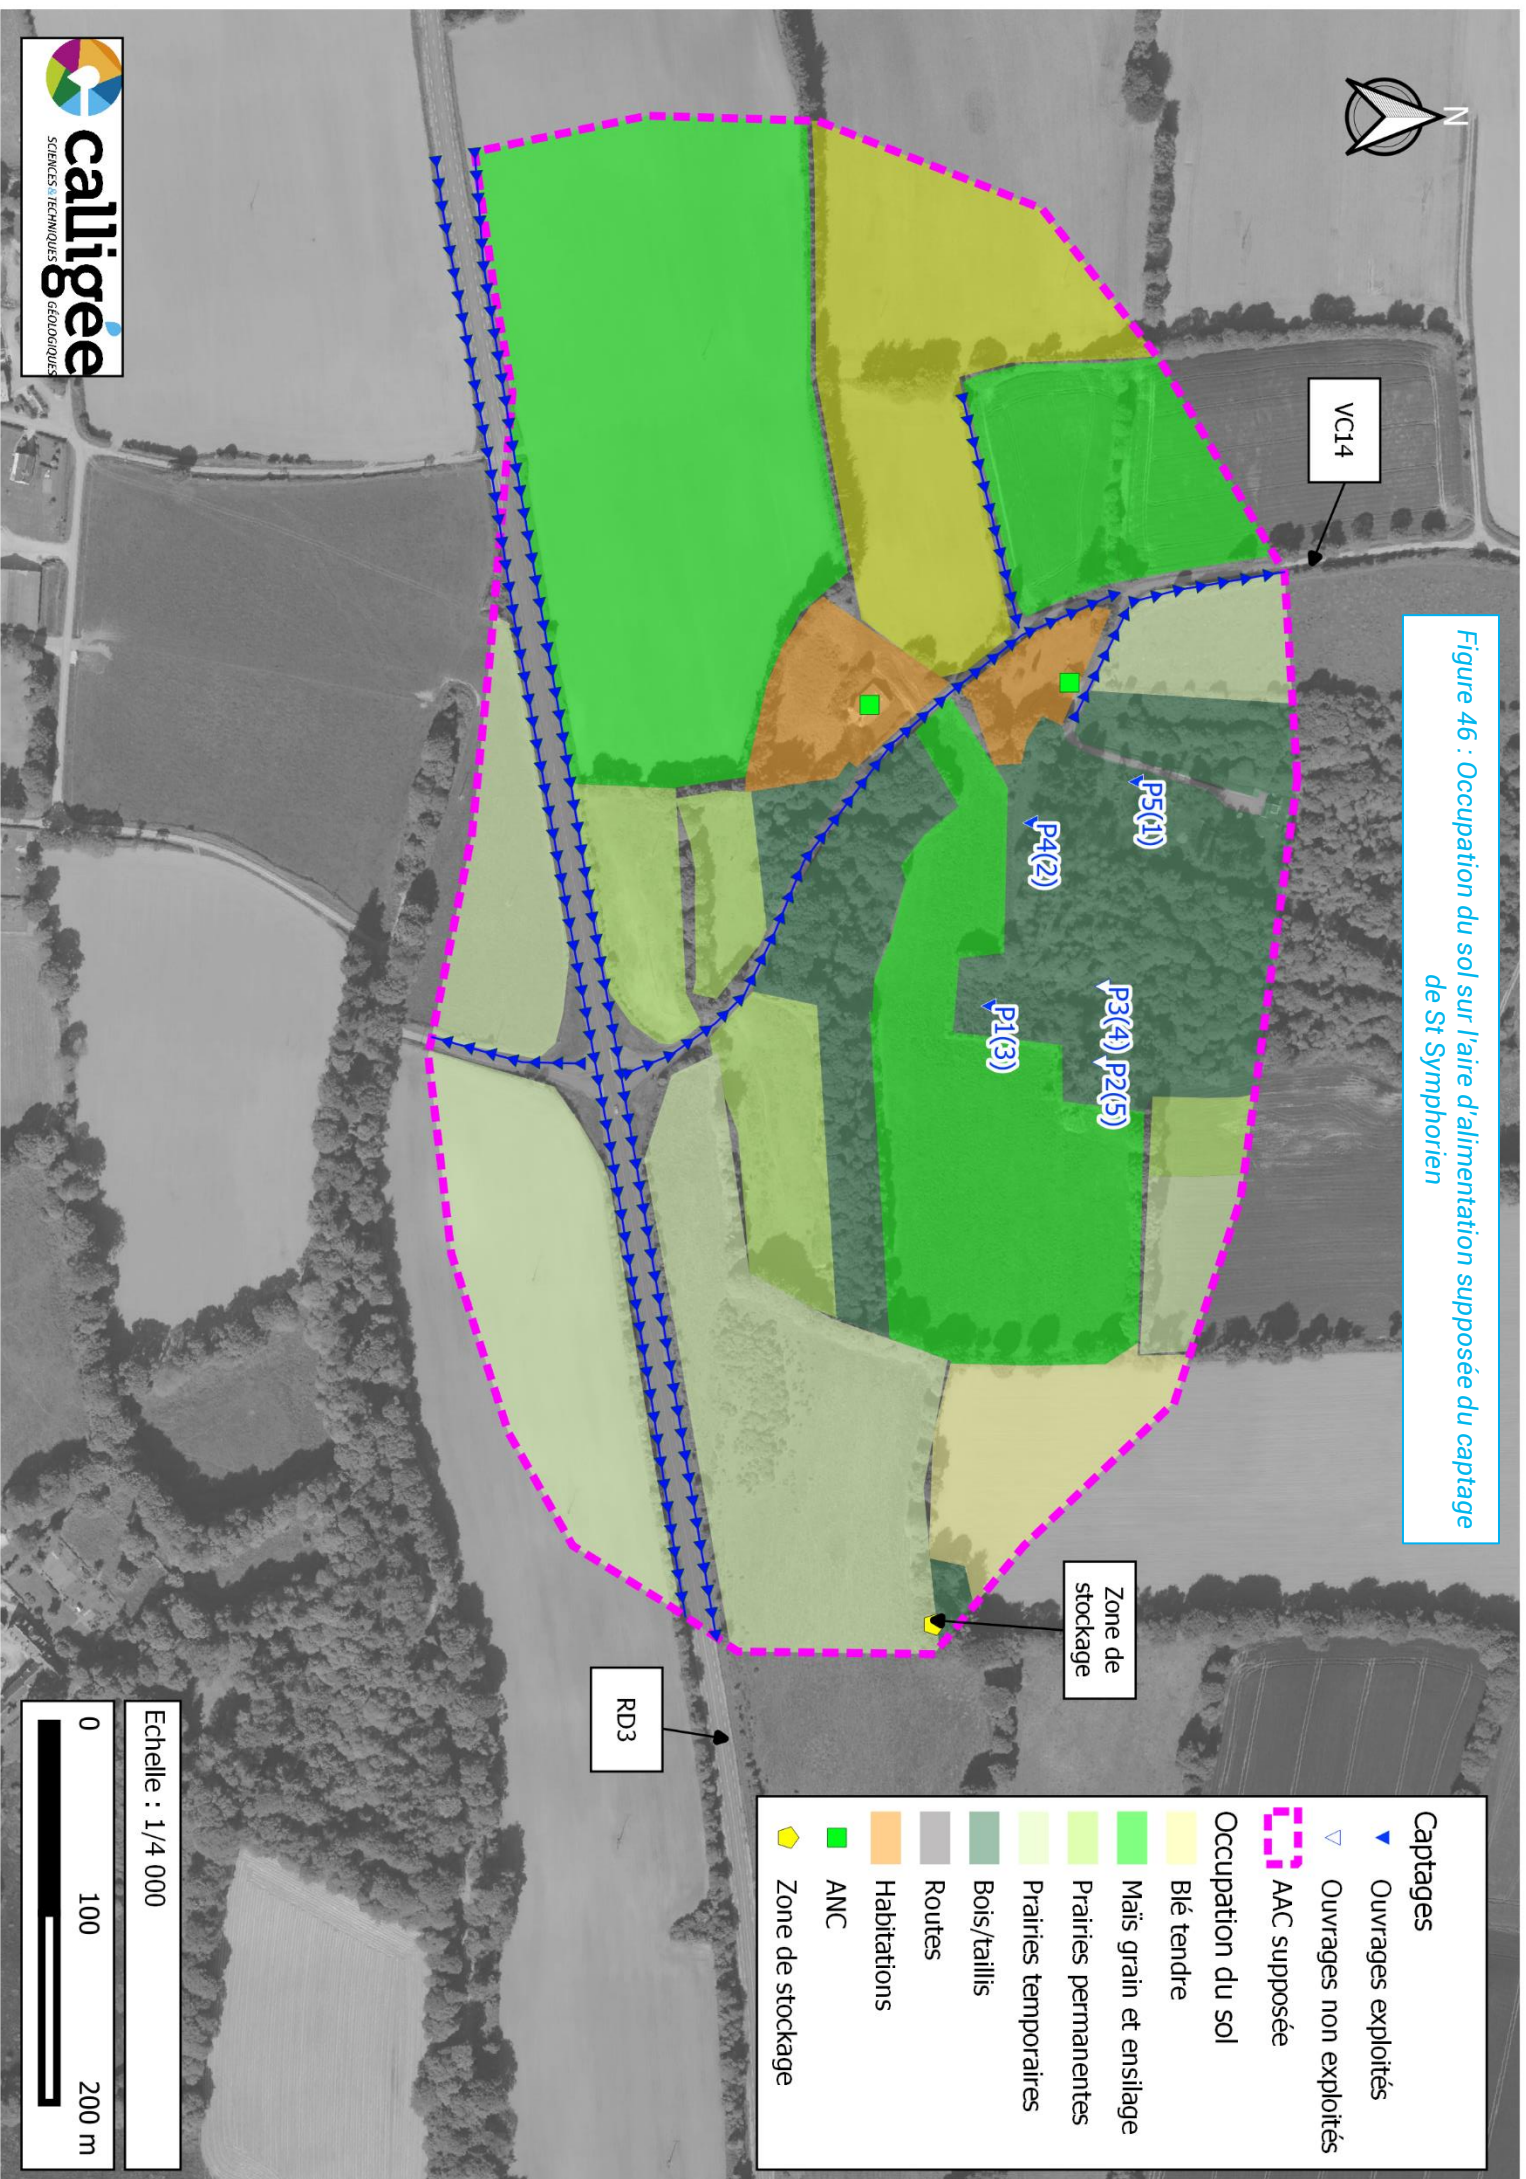 Figure 46 : Occupation du sol sur l'aire d'alimentation supposée du captage
de St Symphorien
N
VC14
P5(1)
P4(2)
P3(4)
P2(5)
P1(3)
Zone de
stockage
RD3
Captages
Ouvrages exploités
Ouvrages non exploités
AAC supposée
Occupation du sol
Blé tendre
Maïs grain et ensilage
Prairies permanentes
Prairies temporaires
Bois/taillis
Routes
Habitations
ANC
Zone de stockage
calligée
SCIENCES & TECHNIQUES GÉOLOGIQUES
Echelle : 1/4 000
0 100 200 m